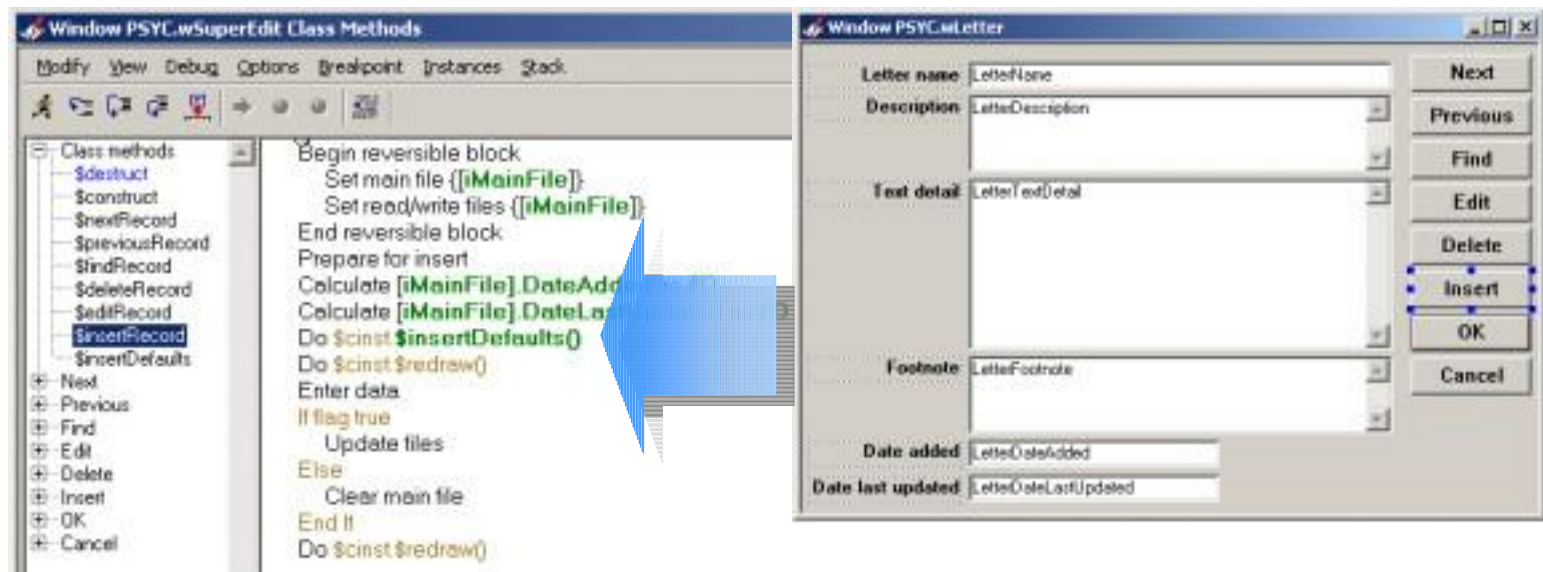 Window PSYC.wSuperEdit Class Methods
Modify View Debug Options Breakpoint Instances Stack
Class methods
$destruct
$construct
$nextRecord
$previousRecord
$findRecord
$deleteRecord
$editRecord
$insertRecord
$insertDefaults
Next
Previous
Find
Edit
Delete
Insert
OK
Cancel
Begin reversible block
Set main file {[iMainFile]}
Set read/write files {[iMainFile]}
End reversible block
Prepare for insert
Calculate [iMainFile].DateAdded
Calculate [iMainFile].DateLast
Do $cinst.$insertDefaults()
Do $cinst.$redraw()
Enter data
If flag true
Update files
Else
Clear main file
End If
Do $cinst.$redraw()
Window PSYC.wLetter
Letter name LetterName
Description LetterDescription
Text detail LetterTextDetail
Footnote LetterFootnote
Date added LetterDateAdded
Date last updated LetterDateLastUpdated
Next
Previous
Find
Edit
Delete
Insert
OK
Cancel